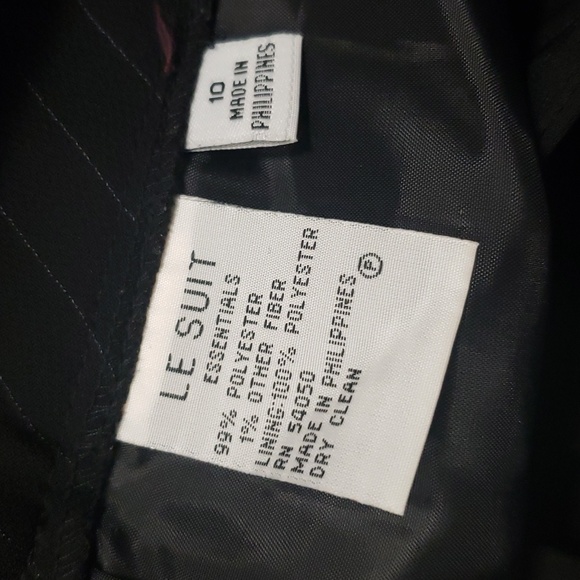 10
MADE IN
PHILIPPINES
LE SUIT
ESSENTIALS
99% POLYESTER
1% OTHER FIBER
LINING:100% POLYESTER
RN 54050
MADE IN PHILIPPINES
DRY CLEAN Ⓟ